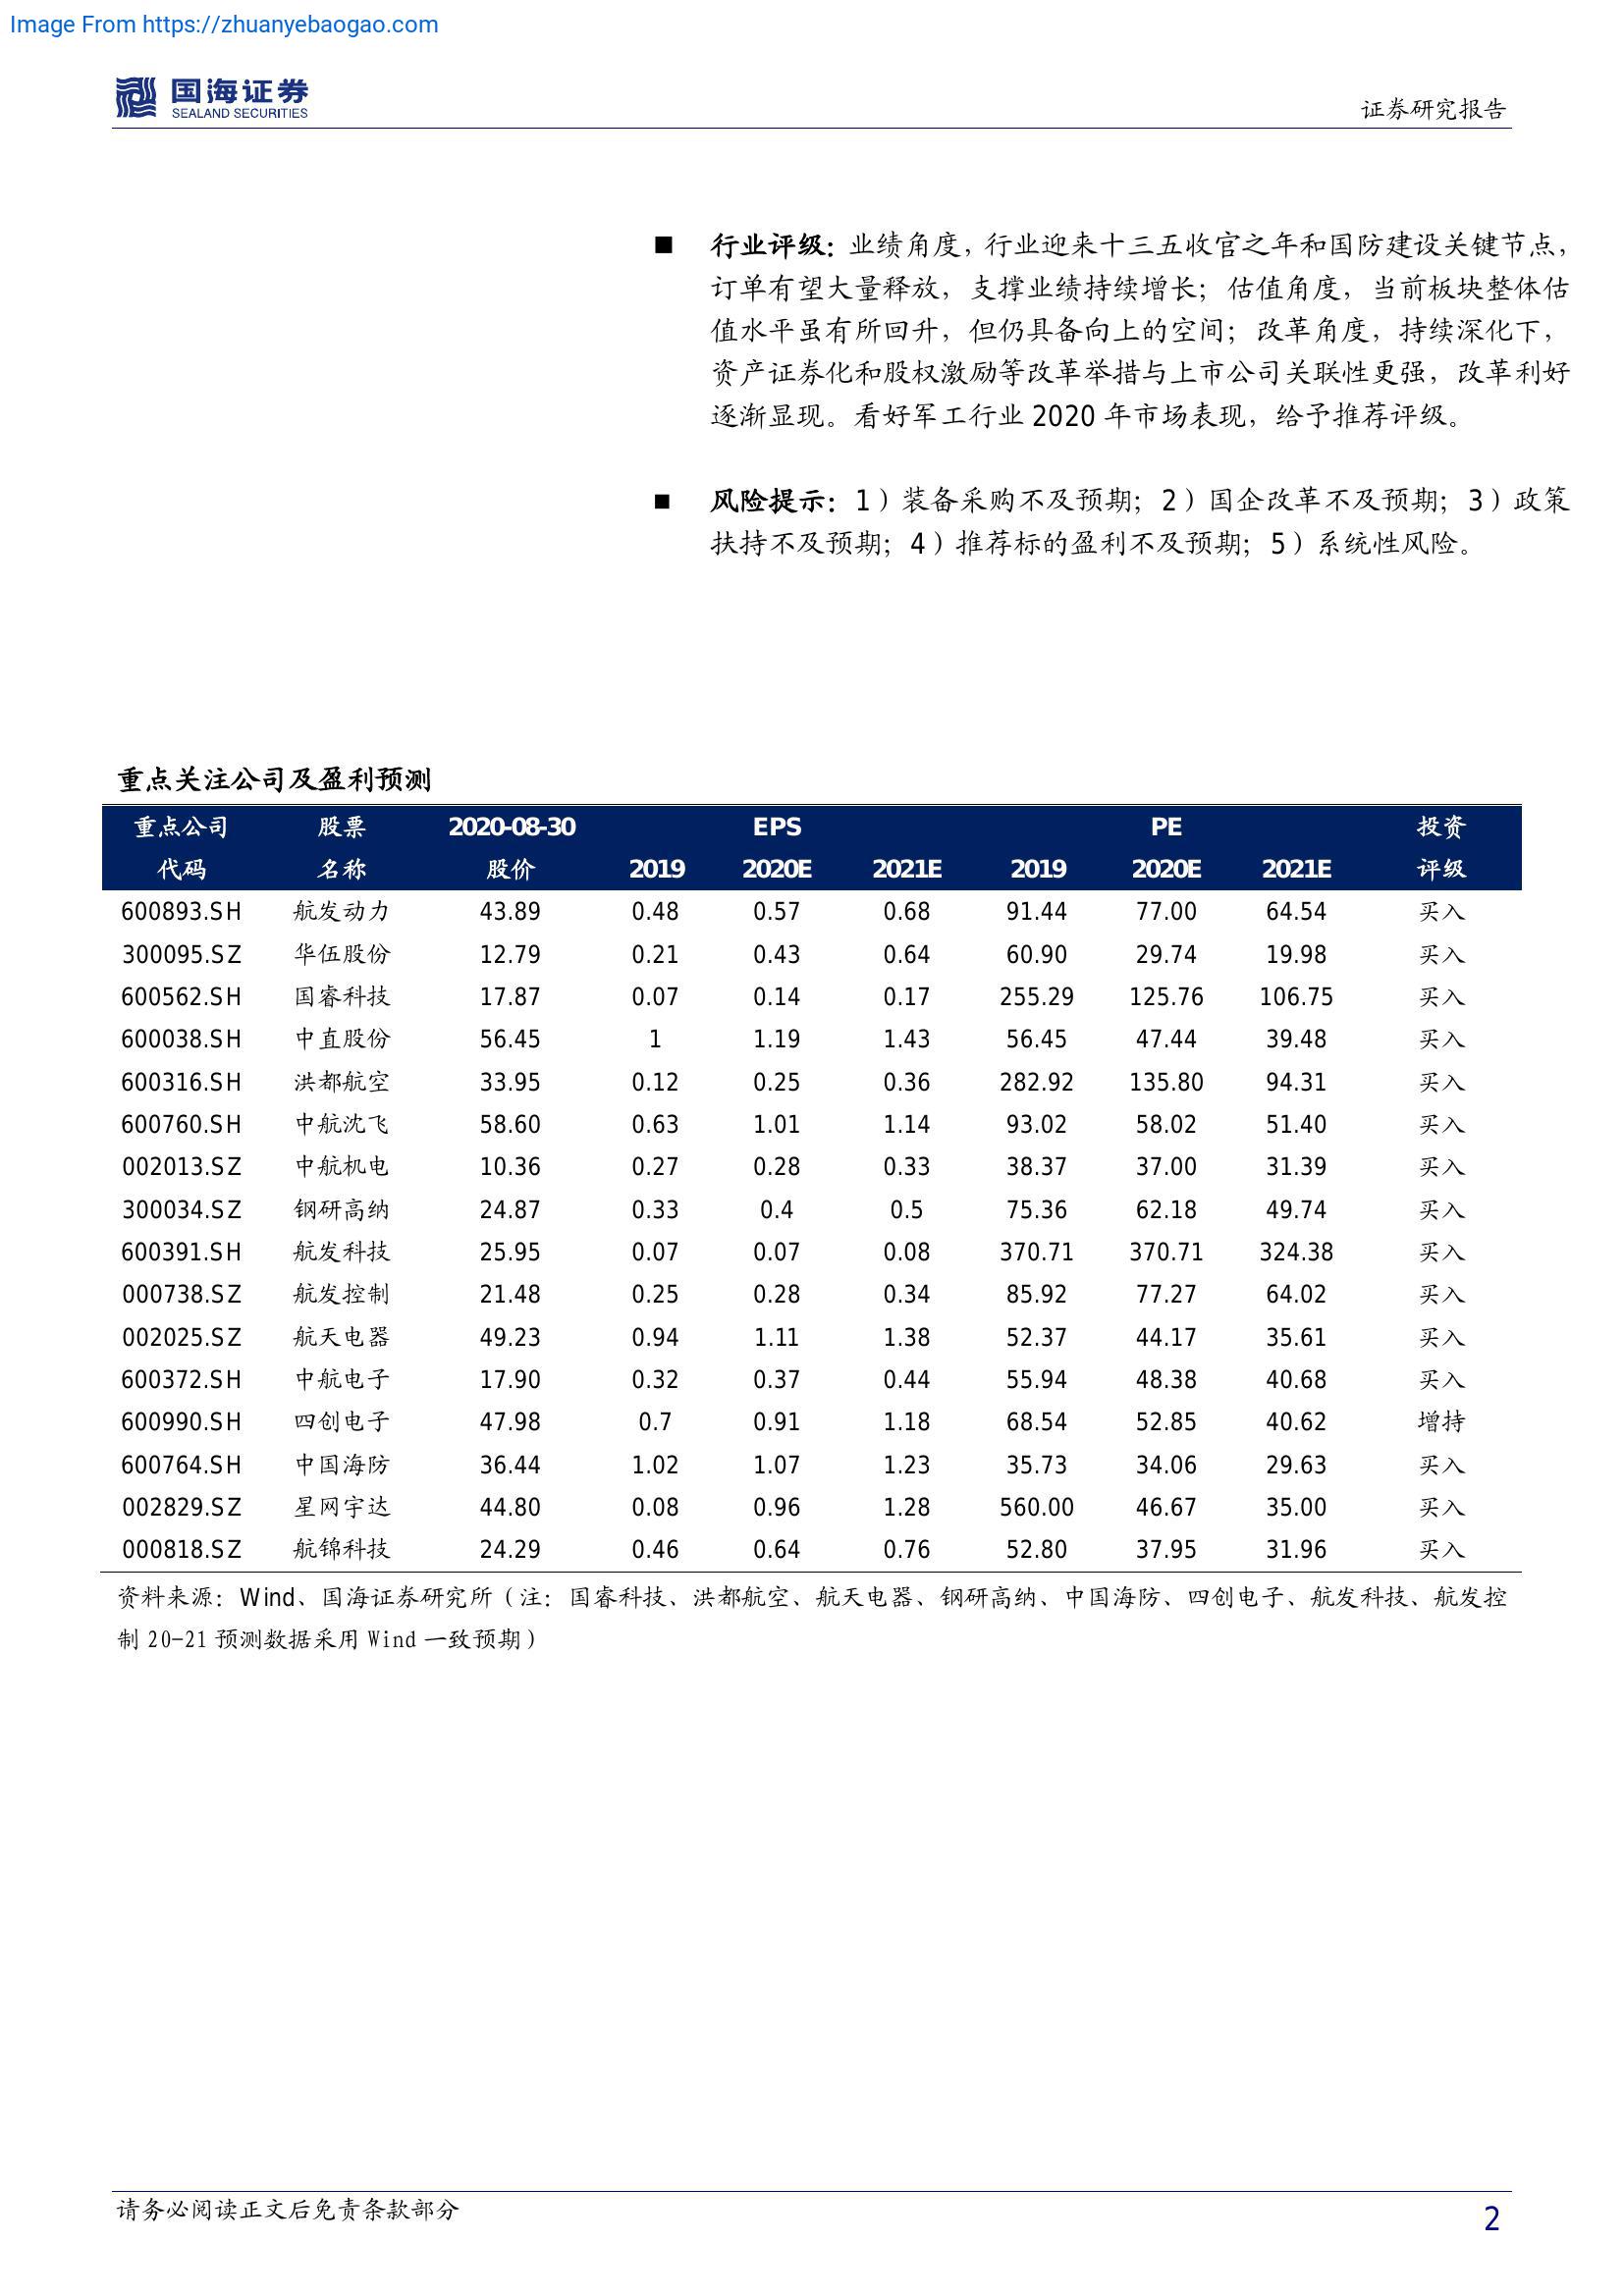 Image From https://zhuanyebaogao.com
国海证券
SEALAND SECURITIES
证券研究报告
■ 行业评级：业绩角度，行业迎来十三五收官之年和国防建设关键节点，
订单有望大量释放，支撑业绩持续增长；估值角度，当前板块整体估
值水平虽有所回升，但仍具备向上的空间；改革角度，持续深化下，
资产证券化和股权激励等改革举措与上市公司关联性更强，改革利好
逐渐显现。看好军工行业 2020 年市场表现，给予推荐评级。
■ 风险提示：1）装备采购不及预期；2）国企改革不及预期；3）政策
扶持不及预期；4）推荐标的盈利不及预期；5）系统性风险。
重点关注公司及盈利预测
重点公司 股票 2020-08-30 EPS PE 投资
代码 名称 股价 2019 2020E 2021E 2019 2020E 2021E 评级
600893.SH 航发动力 43.89 0.48 0.57 0.68 91.44 77.00 64.54 买入
300095.SZ 华伍股份 12.79 0.21 0.43 0.64 60.90 29.74 19.98 买入
600562.SH 国睿科技 17.87 0.07 0.14 0.17 255.29 125.76 106.75 买入
600038.SH 中直股份 56.45 1 1.19 1.43 56.45 47.44 39.48 买入
600316.SH 洪都航空 33.95 0.12 0.25 0.36 282.92 135.80 94.31 买入
600760.SH 中航沈飞 58.60 0.63 1.01 1.14 93.02 58.02 51.40 买入
002013.SZ 中航机电 10.36 0.27 0.28 0.33 38.37 37.00 31.39 买入
300034.SZ 钢研高纳 24.87 0.33 0.4 0.5 75.36 62.18 49.74 买入
600391.SH 航发科技 25.95 0.07 0.07 0.08 370.71 370.71 324.38 买入
000738.SZ 航发控制 21.48 0.25 0.28 0.34 85.92 77.27 64.02 买入
002025.SZ 航天电器 49.23 0.94 1.11 1.38 52.37 44.17 35.61 买入
600372.SH 中航电子 17.90 0.32 0.37 0.44 55.94 48.38 40.68 买入
600990.SH 四创电子 47.98 0.7 0.91 1.18 68.54 52.85 40.62 增持
600764.SH 中国海防 36.44 1.02 1.07 1.23 35.73 34.06 29.63 买入
002829.SZ 星网宇达 44.80 0.08 0.96 1.28 560.00 46.67 35.00 买入
000818.SZ 航锦科技 24.29 0.46 0.64 0.76 52.80 37.95 31.96 买入
资料来源：Wind、国海证券研究所（注：国睿科技、洪都航空、航天电器、钢研高纳、中国海防、四创电子、航发科技、航发控
制 20-21 预测数据采用 Wind 一致预期）
请务必阅读正文后免责条款部分
2